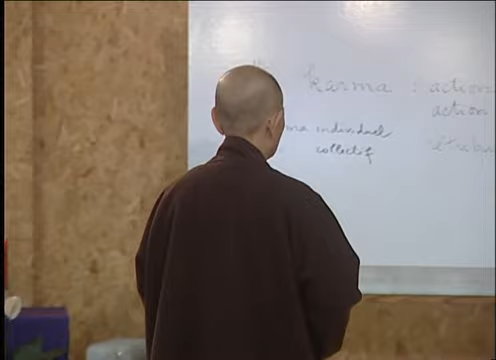 karma : action
action
individuel
collectif